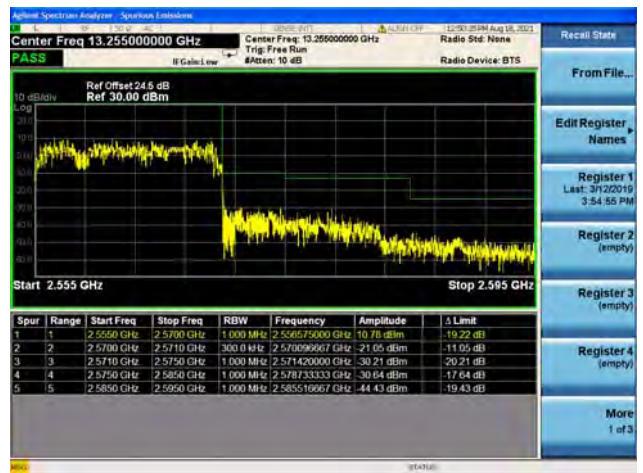 Agilent Spectrum Analyzer - Spurious Emissions
Center Freq 13.255000000 GHz
Center Freq: 13.255000000 GHz
Radio Std: None
Trig: Free Run
PASS
IFGain:Low
#Atten: 10 dB
Radio Device: BTS
Ref Offset 24.5 dB
10 dB/div
Ref 30.00 dBm
Log
Start 2.555 GHz
Stop 2.595 GHz
Spur Range Start Freq Stop Freq RBW Frequency Amplitude Δ Limit
1 1 2.5550 GHz 2.5700 GHz 1.000 MHz 2.556575000 GHz 10.78 dBm -19.22 dB
2 2 2.5700 GHz 2.5710 GHz 300.0 kHz 2.570096667 GHz -21.05 dBm -11.05 dB
3 3 2.5710 GHz 2.5750 GHz 1.000 MHz 2.571420000 GHz -30.21 dBm -20.21 dB
4 4 2.5750 GHz 2.5850 GHz 1.000 MHz 2.578733333 GHz -30.64 dBm -17.64 dB
5 5 2.5850 GHz 2.5950 GHz 1.000 MHz 2.585516667 GHz -44.43 dBm -19.43 dB
Recall State
From File...
Edit Register
Names
Register 1
Last: 3/12/2019
3:54:55 PM
Register 2
(empty)
Register 3
(empty)
Register 4
(empty)
More
1 of 3
MSG
STATUS